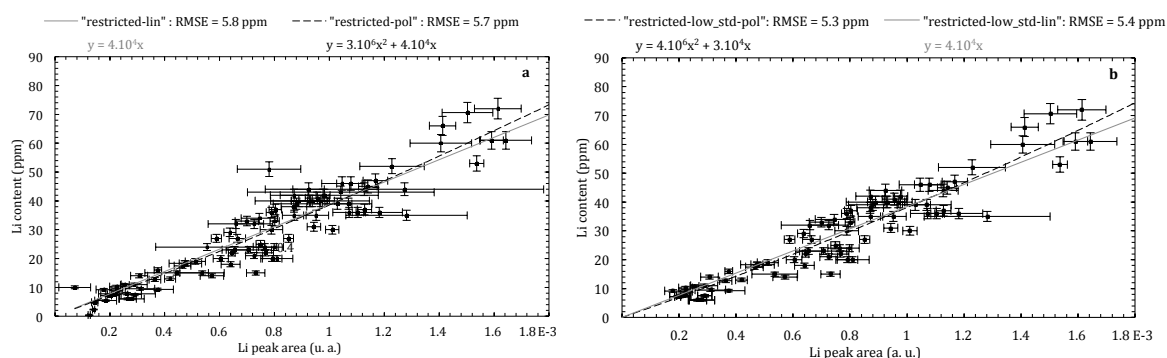 "restricted-lin" : RMSE = 5.8 ppm "restricted-pol" : RMSE = 5.7 ppm
y = 4.10⁴x y = 3.10⁶x² + 4.10⁴x
a
Li content (ppm)
90
80
70
60
50
40
30
20
10
0
0.2 0.4 0.6 0.8 1 1.2 1.4 1.6 1.8 E-3
Li peak area (u. a.)
"restricted-low_std-pol": RMSE = 5.3 ppm "restricted-low_std-lin": RMSE = 5.4 ppm
y = 4.10⁶x² + 3.10⁴x y = 4.10⁴x
b
Li content (ppm)
90
80
70
60
50
40
30
20
10
0
0.2 0.4 0.6 0.8 1 1.2 1.4 1.6 1.8 E-3
Li peak area (a. u.)